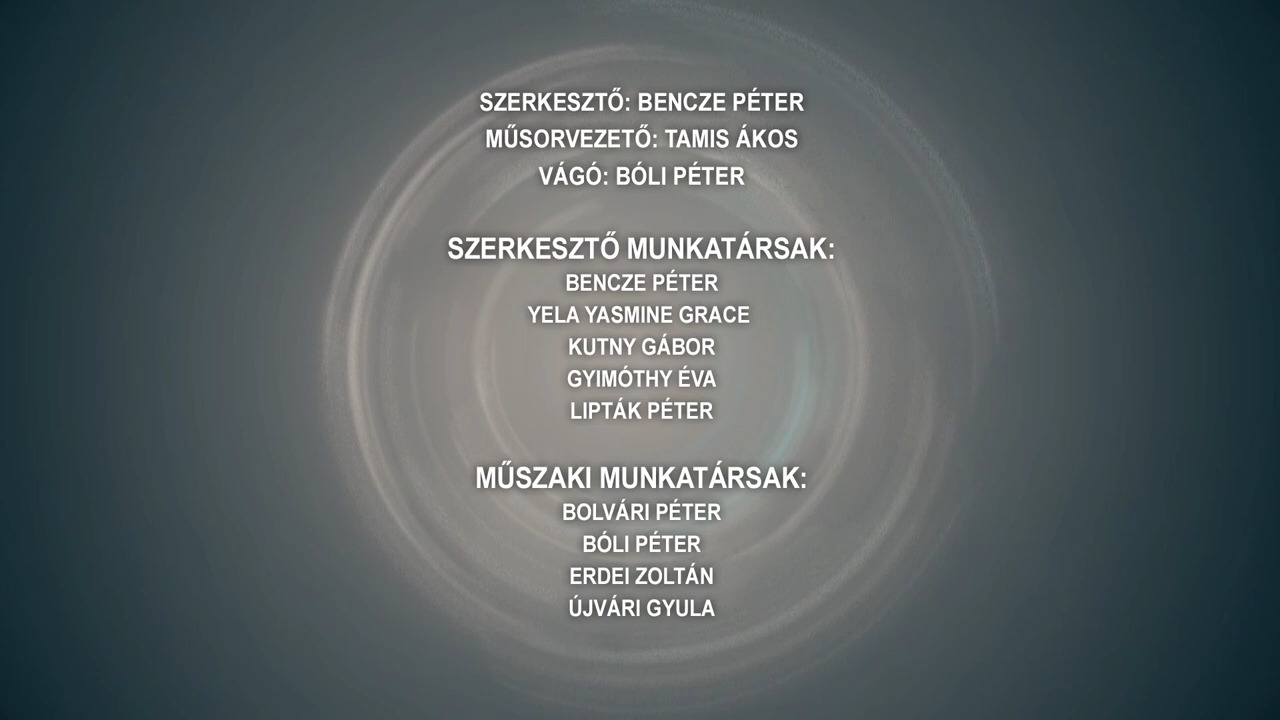 SZERKESZTŐ: BENCZE PÉTER
MŰSORVEZETŐ: TAMIS ÁKOS
VÁGÓ: BÓLI PÉTER
SZERKESZTŐ MUNKATÁRSAK:
BENCZE PÉTER
YELA YASMINE GRACE
KUTNY GÁBOR
GYIMÓTHY ÉVA
LIPTÁK PÉTER
MŰSZAKI MUNKATÁRSAK:
BOLVÁRI PÉTER
BÓLI PÉTER
ERDEI ZOLTÁN
ÚJVÁRI GYULA